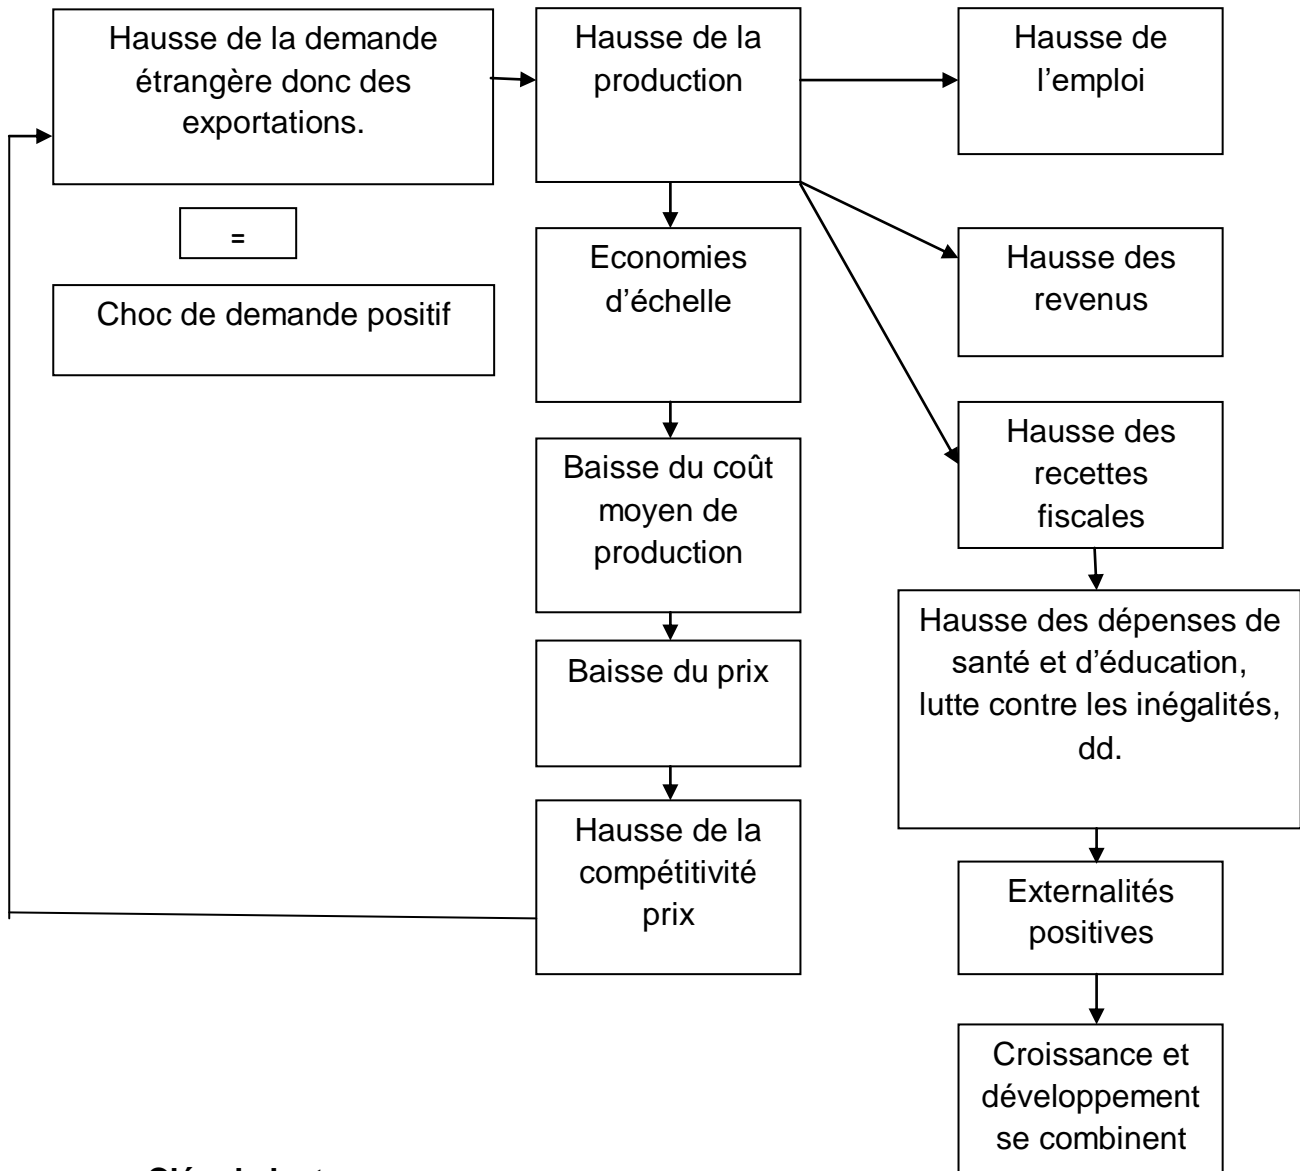 Hausse de la demande
étrangère donc des
exportations.
=
Choc de demande positif
Hausse de la
production
Economies
d'échelle
Baisse du coût
moyen de
production
Baisse du prix
Hausse de la
compétitivité
prix
Hausse de
l'emploi
Hausse des
revenus
Hausse des
recettes
fiscales
Hausse des dépenses de
santé et d'éducation,
lutte contre les inégalités,
dd.
Externalités
positives
Croissance et
développement
se combinent